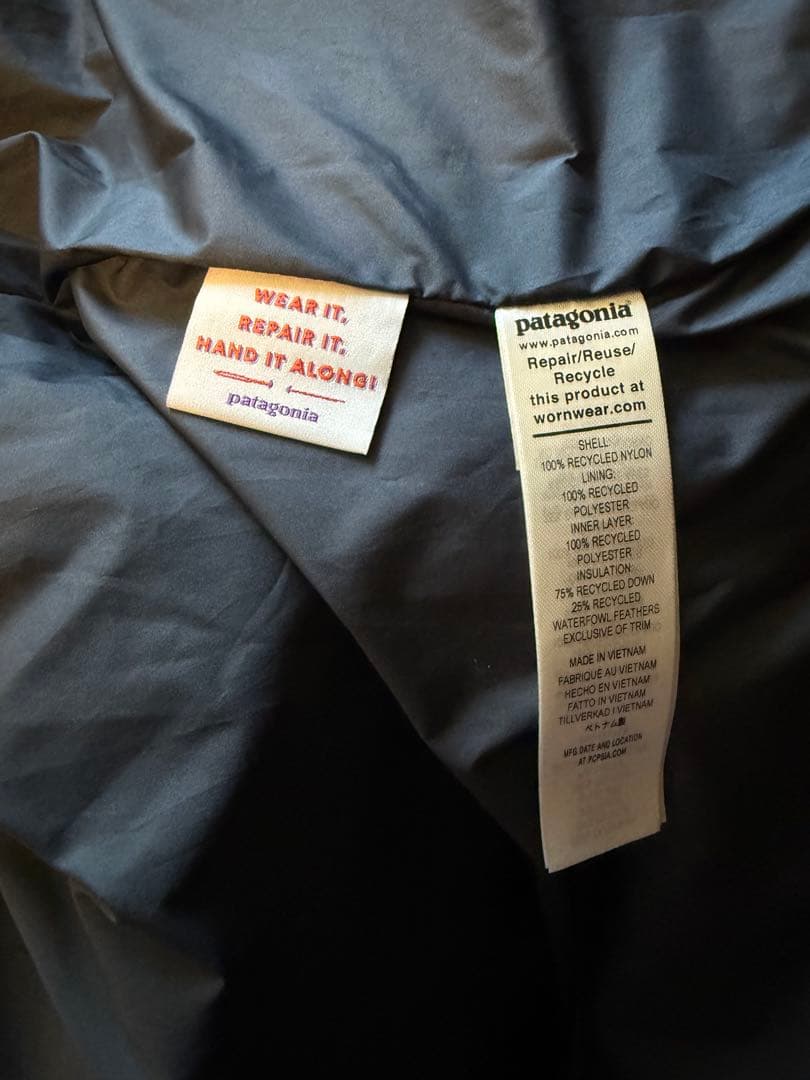 WEAR IT,
REPAIR IT,
HAND IT ALONG!
patagonia
patagonia®
www.patagonia.com
Repair/Reuse/
Recycle
this product at
wornwear.com
SHELL:
100% RECYCLED NYLON
LINING:
100% RECYCLED
POLYESTER
INNER LAYER:
100% RECYCLED
POLYESTER
INSULATION:
75% RECYCLED DOWN
25% RECYCLED
WATERFOWL FEATHERS
EXCLUSIVE OF TRIM
MADE IN VIETNAM
FABRIQUÉ AU VIETNAM
HECHO EN VIETNAM
FATTO IN VIETNAM
TILLVERKAD I VIETNAM
ベトナム製
MFG DATE AND LOCATION
AT PCPSIA.COM